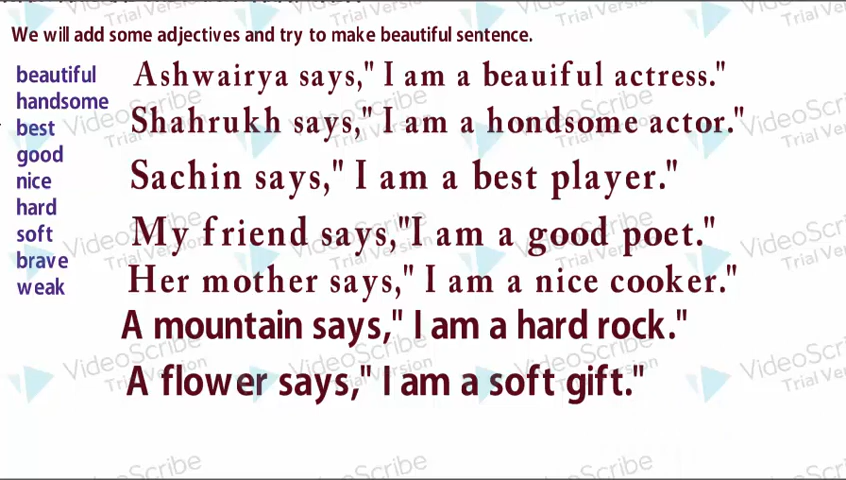 We will add some adjectives and try to make beautiful sentence.
beautiful
handsome
best
good
nice
hard
soft
brave
weak
Ashwairya says," I am a beauiful actress."
Shahrukh says," I am a hondsome actor."
Sachin says," I am a best player."
My friend says,"I am a good poet."
Her mother says," I am a nice cooker."
A mountain says," I am a hard rock."
A flower says," I am a soft gift."
VideoScribe
Trial Version